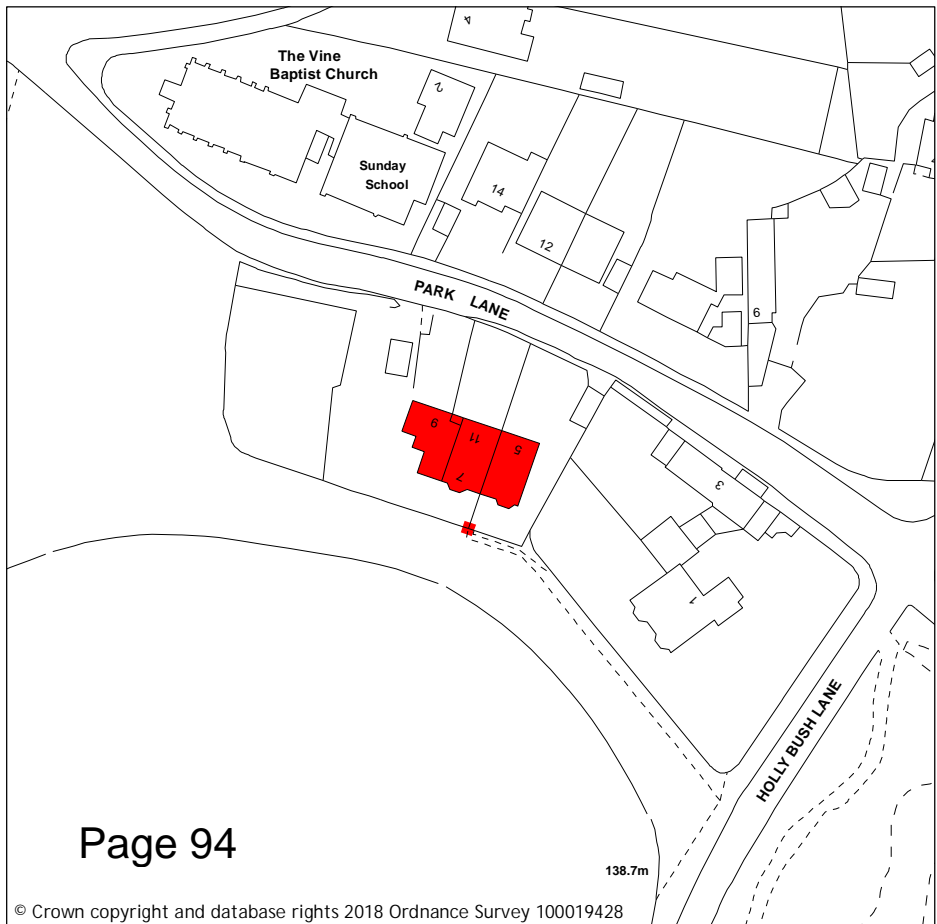 4
The Vine
Baptist Church
2
Sunday
School
14
12
6
PARK LANE
9
11
5
7
3
1
HOLLY BUSH LANE
Page 94
138.7m
© Crown copyright and database rights 2018 Ordnance Survey 100019428